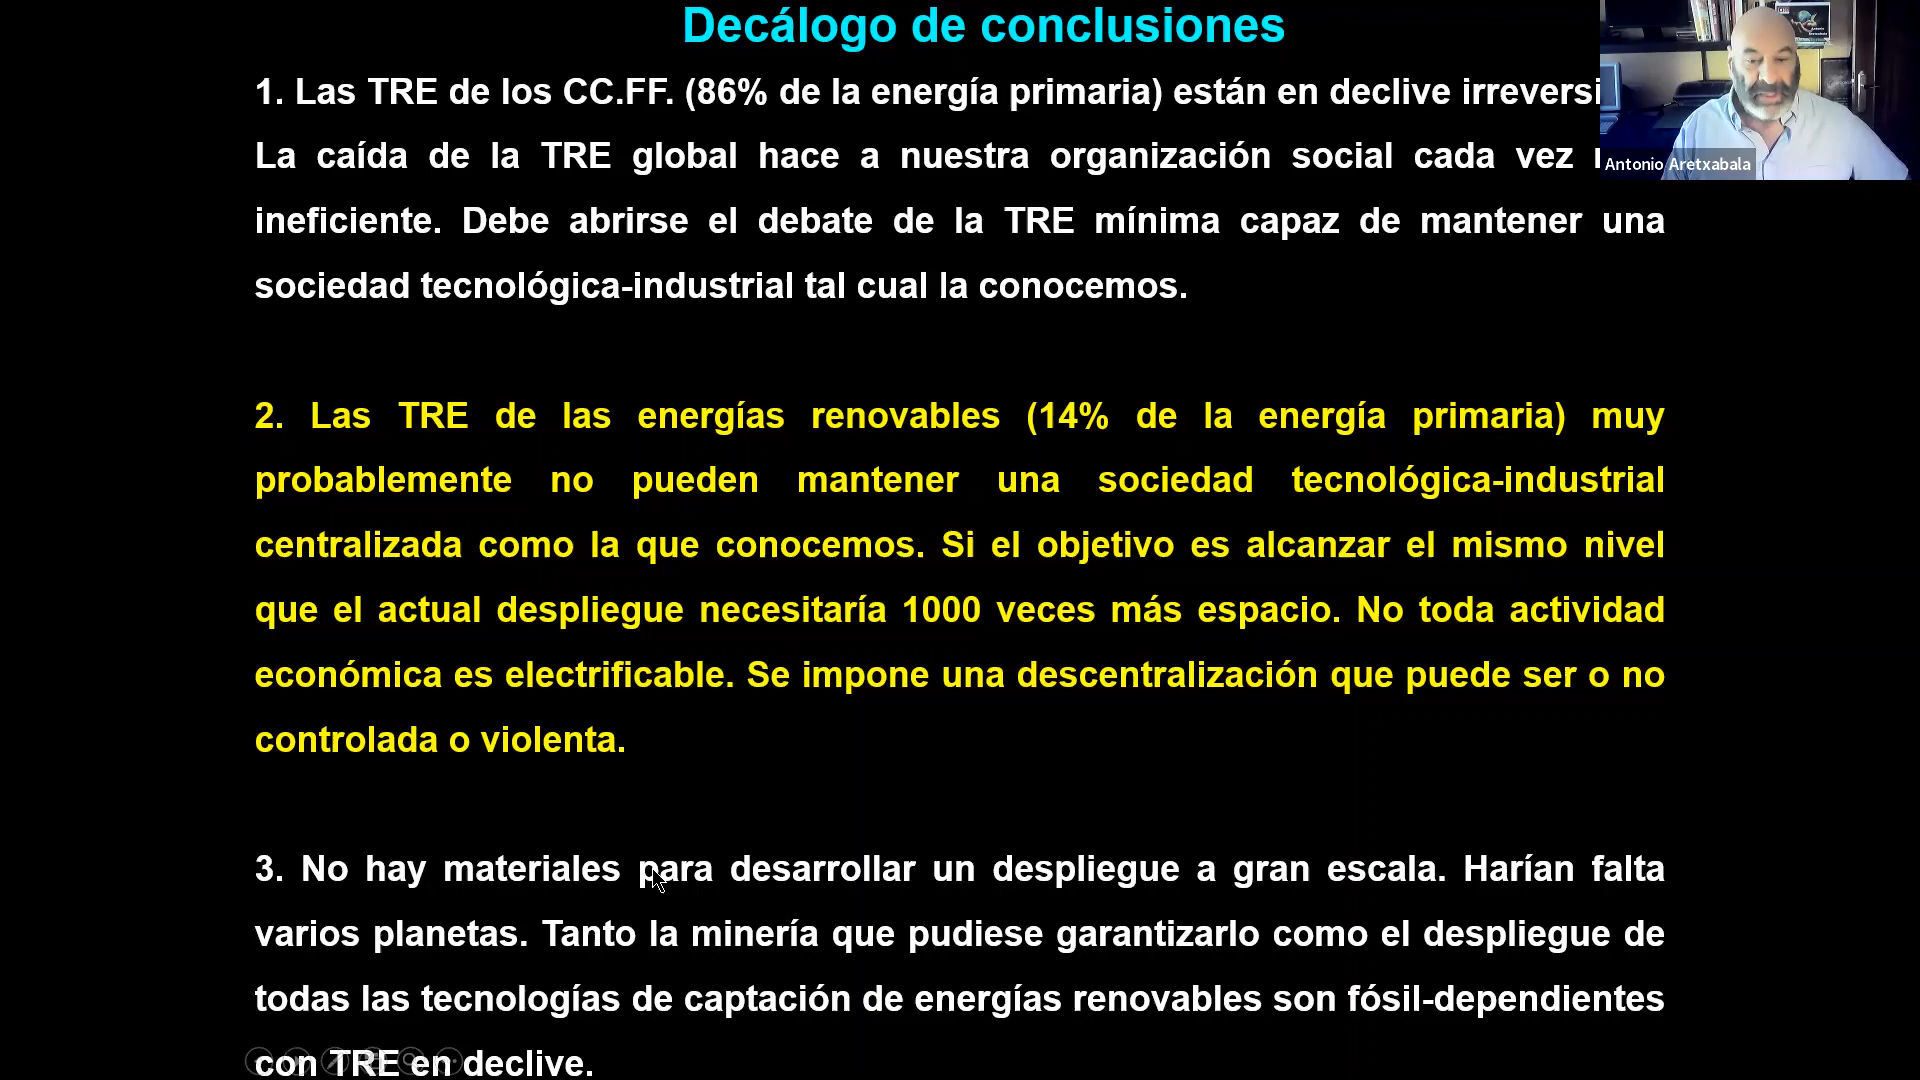 Decálogo de conclusiones
1. Las TRE de los CC.FF. (86% de la energía primaria) están en declive
La caída de la TRE global hace a nuestra organización social cada vez
ineficiente. Debe abrirse el debate de la TRE mínima capaz de mantener una
sociedad tecnológica-industrial tal cual la conocemos.
2. Las TRE de las energías renovables (14% de la energía primaria) muy
probablemente no pueden mantener una sociedad tecnológica-industrial
centralizada como la que conocemos. Si el objetivo es alcanzar el mismo nivel
que el actual despliegue necesitaría 1000 veces más espacio. No toda actividad
económica es electrificable. Se impone una descentralización que puede ser o no
controlada o violenta.
3. No hay materiales para desarrollar un despliegue a gran escala. Harían falta
varios planetas. Tanto la minería que pudiese garantizarlo como el despliegue de
todas las tecnologías de captación de energías renovables son fósil-dependientes
con TRE en declive.
Antonio Aretxabala